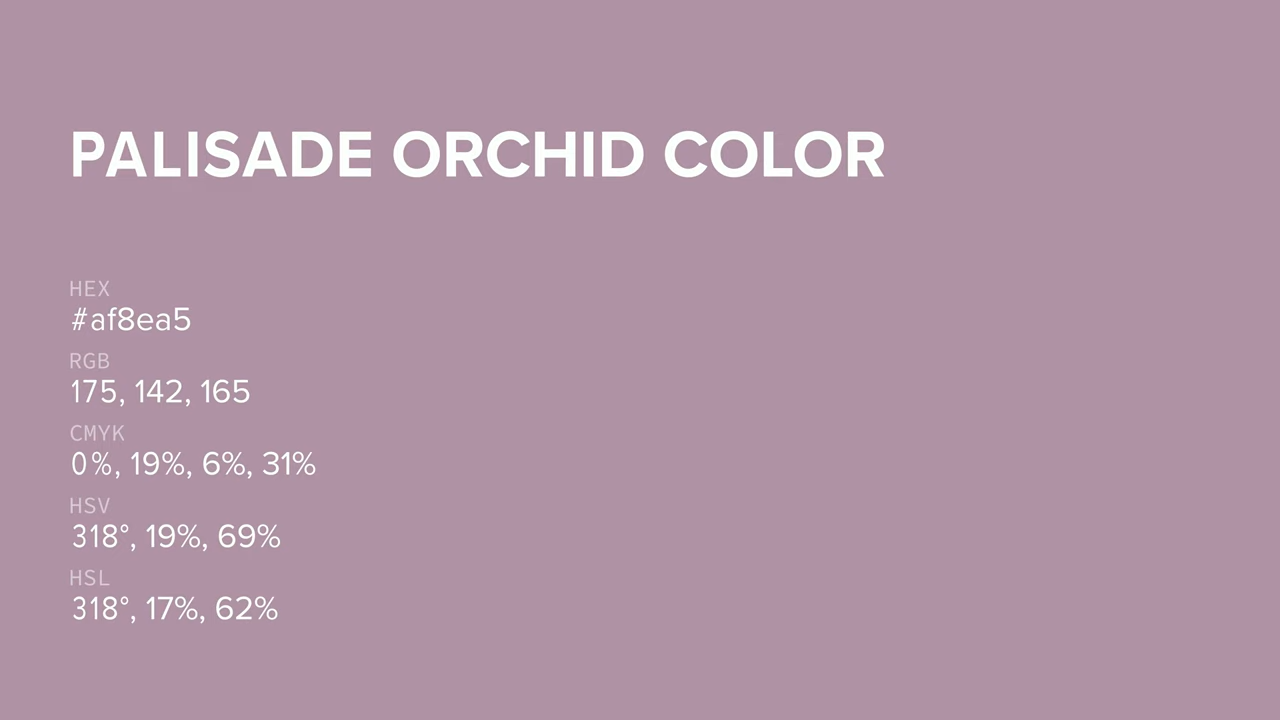 PALISADE ORCHID COLOR
HEX
#af8ea5
RGB
175, 142, 165
CMYK
0%, 19%, 6%, 31%
HSV
318°, 19%, 69%
HSL
318°, 17%, 62%